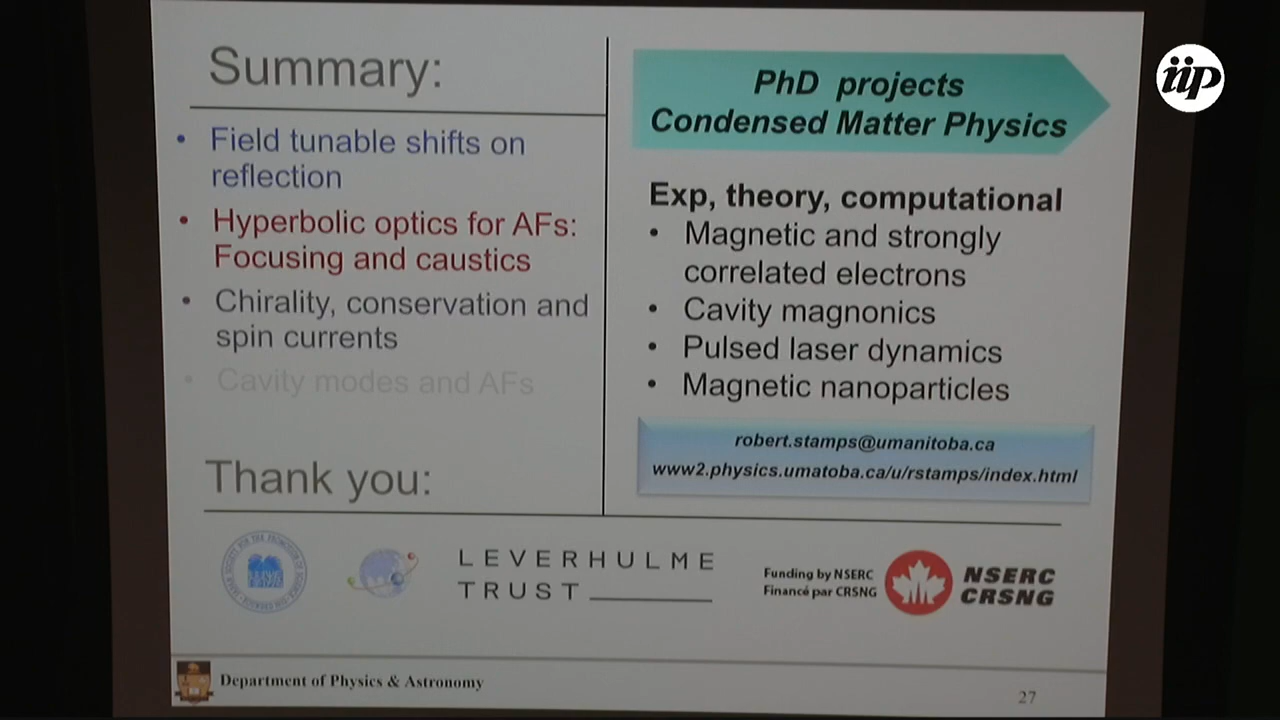 Summary:
• Field tunable shifts on
reflection
• Hyperbolic optics for AFs:
Focusing and caustics
• Chirality, conservation and
spin currents
• Cavity modes and AFs
PhD projects
Condensed Matter Physics
Exp, theory, computational
• Magnetic and strongly
correlated electrons
• Cavity magnonics
• Pulsed laser dynamics
• Magnetic nanoparticles
robert.stamps@umanitoba.ca
www2.physics.umatoba.ca/u/rstamps/index.html
Thank you:
LEVERHULME
TRUST
Funding by NSERC
Financé par CRSNG
NSERC
CRSNG
Department of Physics & Astronomy
27
iip